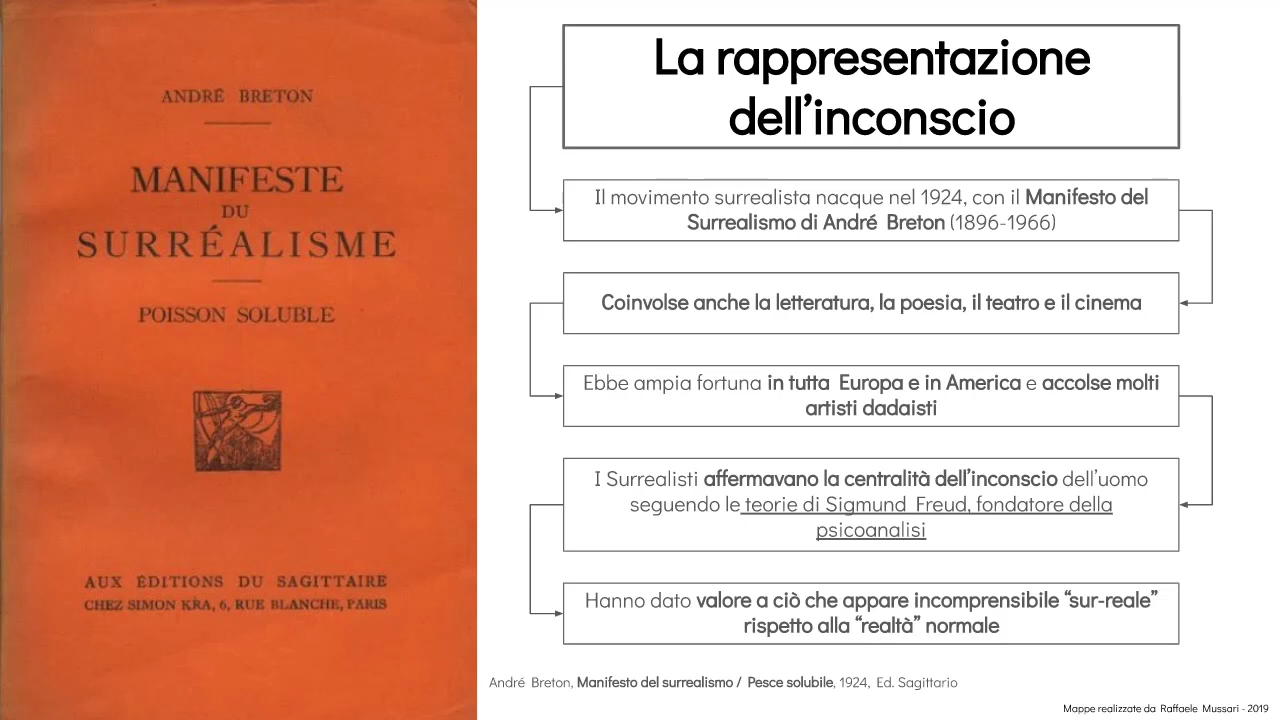 ANDRÉ BRETON
MANIFESTE
DU
SURRÉALISME
POISSON SOLUBLE
AUX ÉDITIONS DU SAGITTAIRE
CHEZ SIMON KRA, 6, RUE BLANCHE, PARIS
La rappresentazione
dell’inconscio
Il movimento surrealista nacque nel 1924, con il Manifesto del
Surrealismo di André Breton (1896-1966)
Coinvolse anche la letteratura, la poesia, il teatro e il cinema
Ebbe ampia fortuna in tutta Europa e in America e accolse molti
artisti dadaisti
I Surrealisti affermavano la centralità dell’inconscio dell’uomo
seguendo le teorie di Sigmund Freud, fondatore della
psicoanalisi
Hanno dato valore a ciò che appare incomprensibile “sur-reale”
rispetto alla “realtà” normale
André Breton, Manifesto del surrealismo / Pesce solubile, 1924, Ed. Sagittario
Mappe realizzate da Raffaele Mussari - 2019